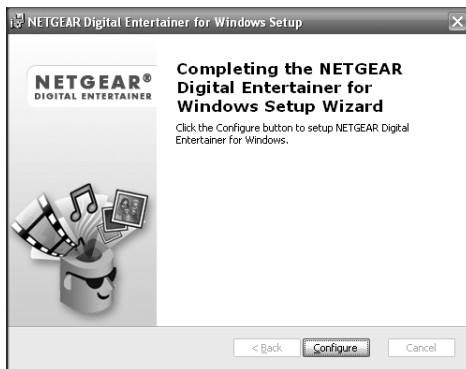 NETGEAR Digital Entertainer for Windows Setup
NETGEAR®
DIGITAL ENTERTAINER
Completing the NETGEAR
Digital Entertainer for
Windows Setup Wizard
Click the Configure button to setup NETGEAR Digital
Entertainer for Windows.
< Back
Configure
Cancel